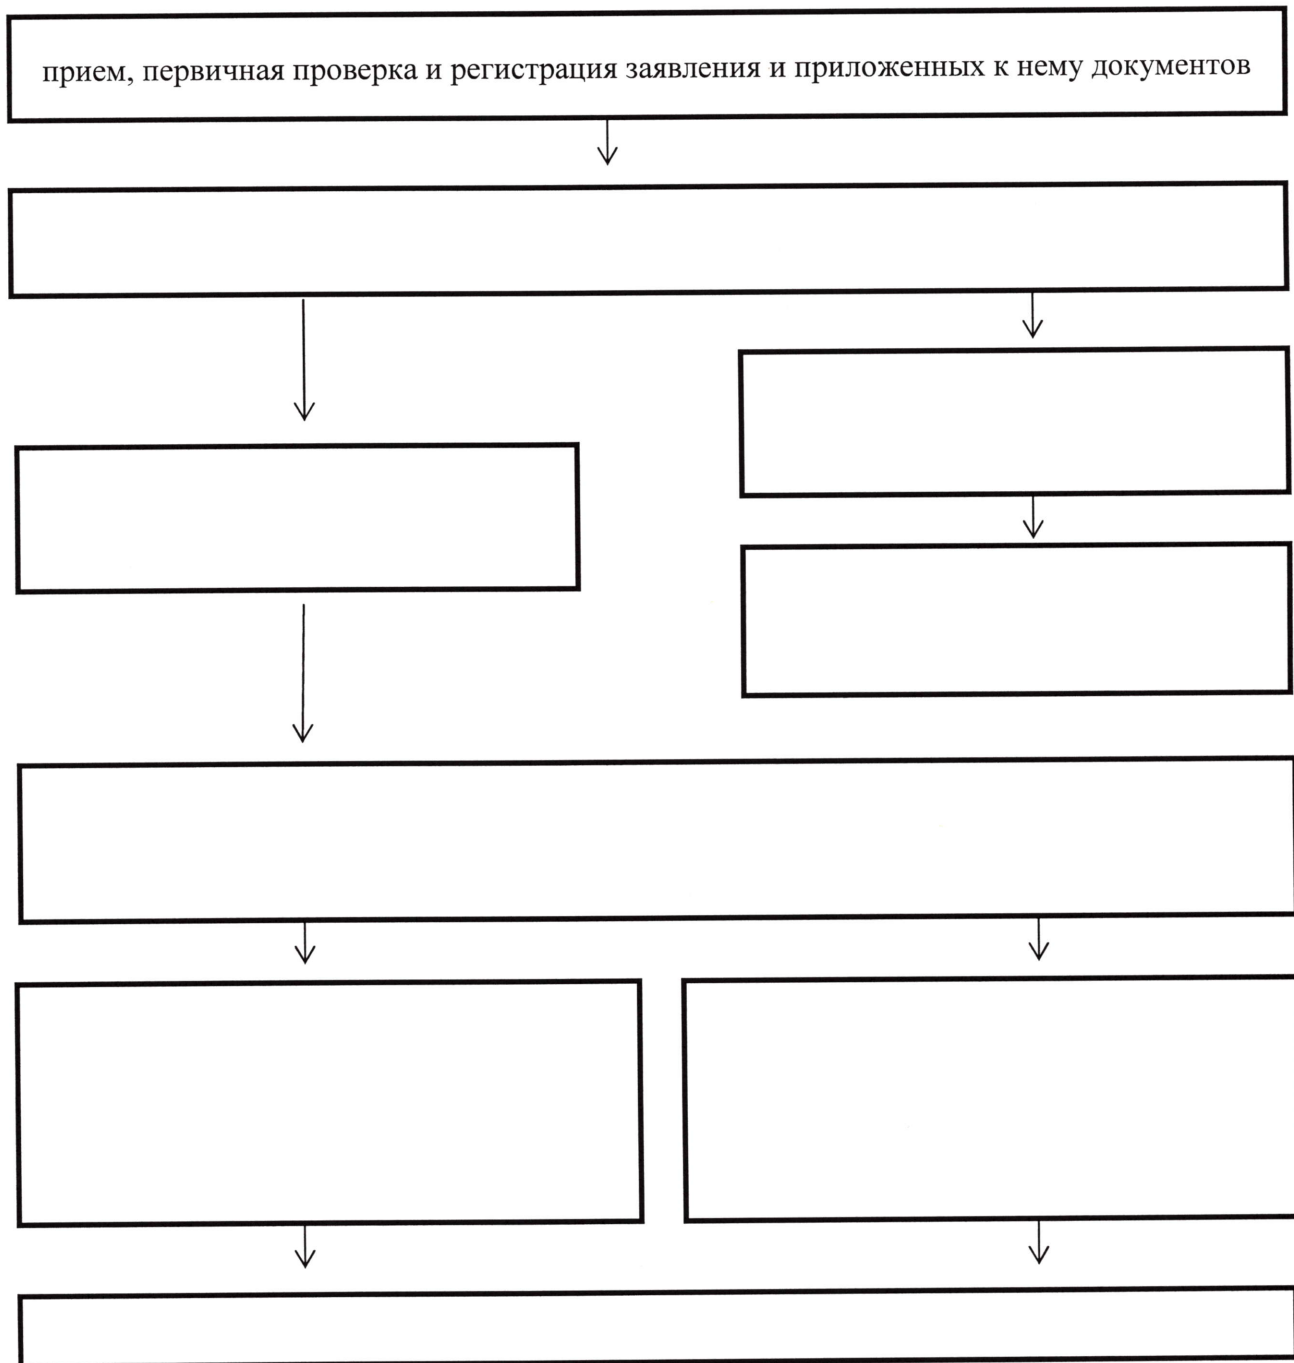 прием, первичная проверка и регистрация заявления и приложенных к нему документов